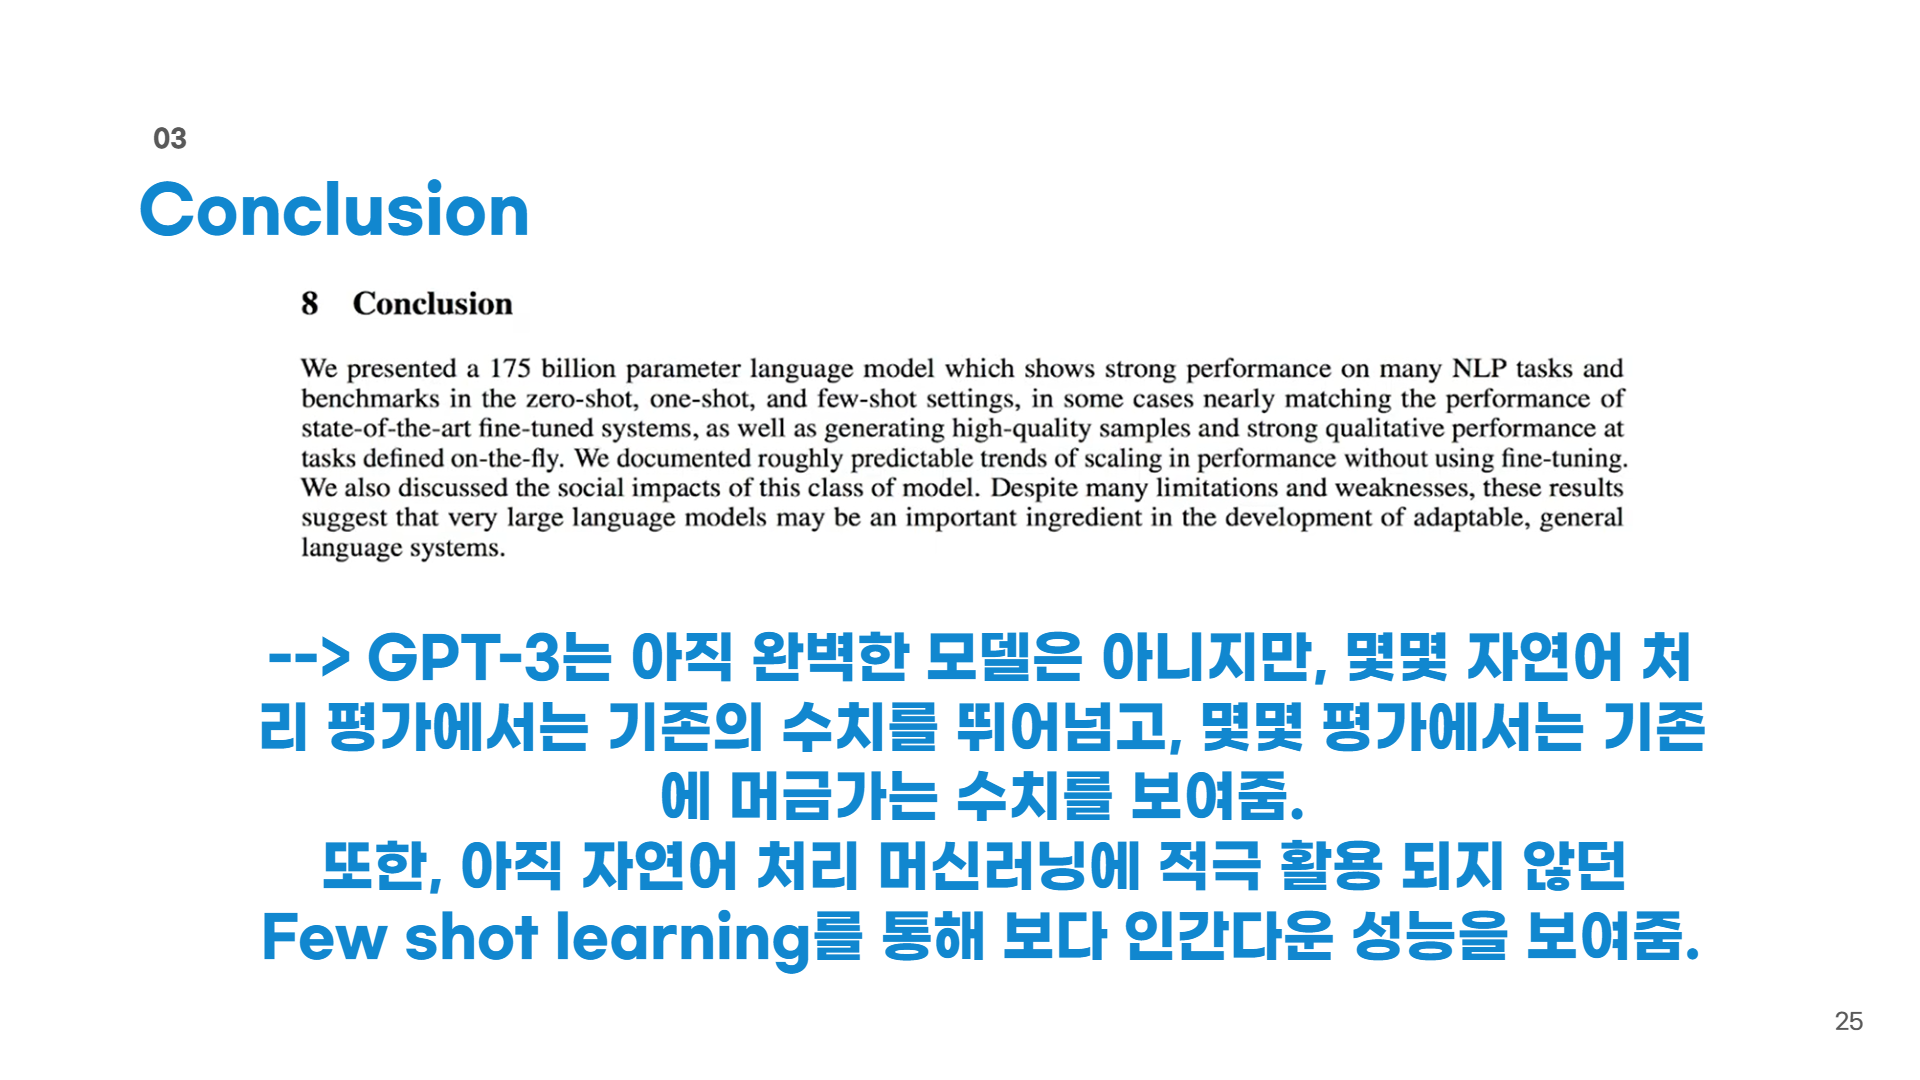 03
Conclusion
8 Conclusion
We presented a 175 billion parameter language model which shows strong performance on many NLP tasks and
benchmarks in the zero-shot, one-shot, and few-shot settings, in some cases nearly matching the performance of
state-of-the-art fine-tuned systems, as well as generating high-quality samples and strong qualitative performance at
tasks defined on-the-fly. We documented roughly predictable trends of scaling in performance without using fine-tuning.
We also discussed the social impacts of this class of model. Despite many limitations and weaknesses, these results
suggest that very large language models may be an important ingredient in the development of adaptable, general
language systems.
--> GPT-3는 아직 완벽한 모델은 아니지만, 몇몇 자연어 처
리 평가에서는 기존의 수치를 뛰어넘고, 몇몇 평가에서는 기존
에 머금가는 수치를 보여줌.
또한, 아직 자연어 처리 머신러닝에 적극 활용 되지 않던
Few shot learning를 통해 보다 인간다운 성능을 보여줌.
25